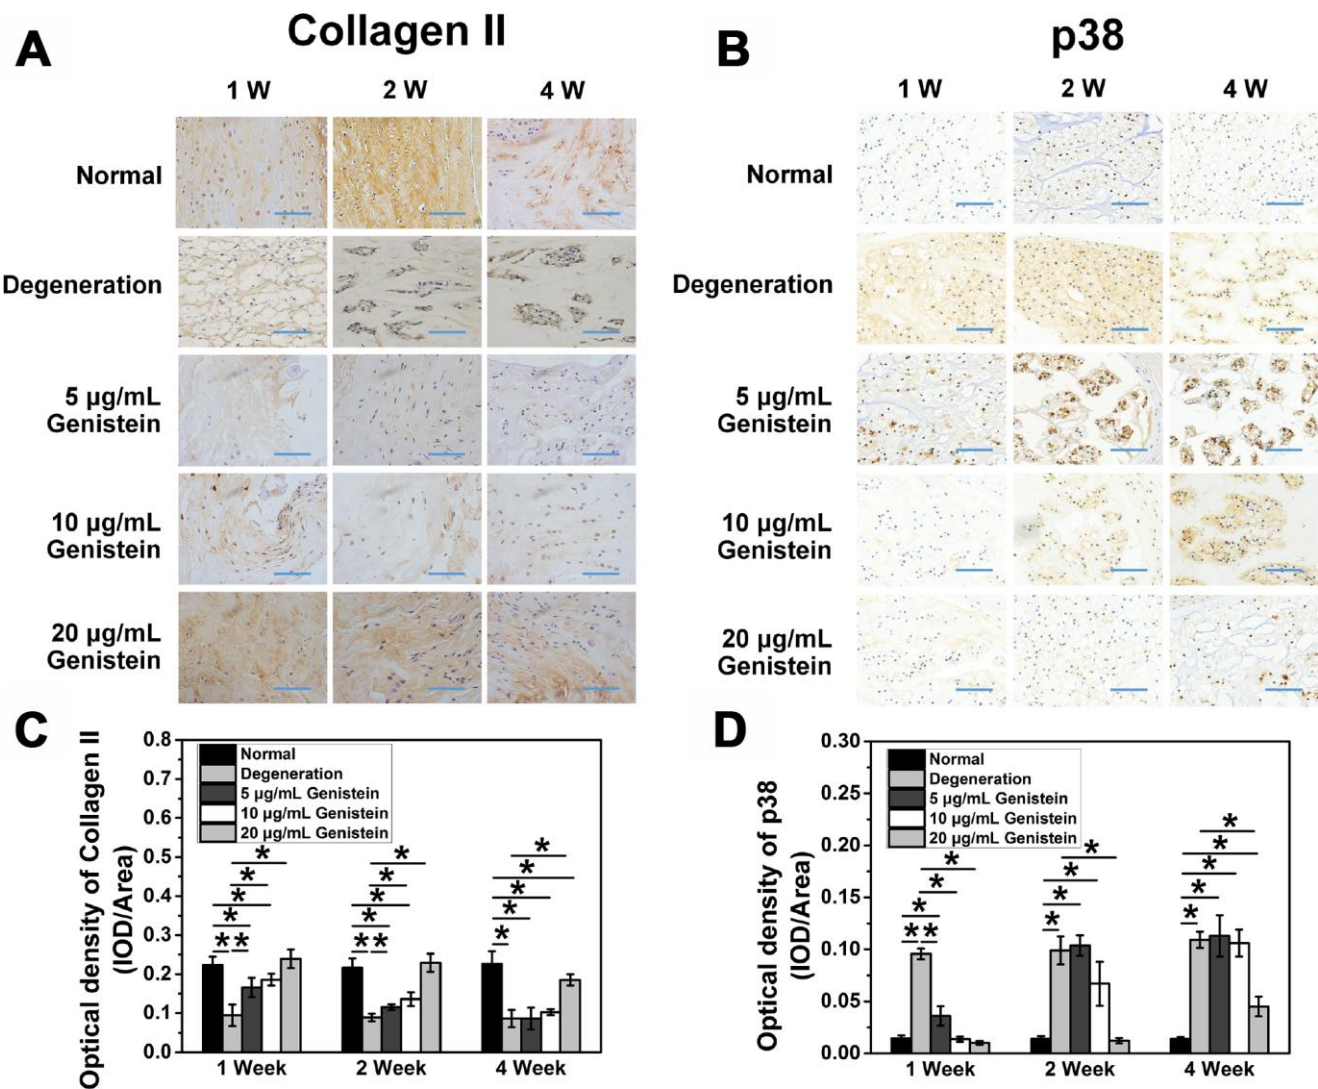 A
Collagen II
1 W 2 W 4 W
Normal
Degeneration
5 µg/mL
Genistein
10 µg/mL
Genistein
20 µg/mL
Genistein
B
p38
1 W 2 W 4 W
Normal
Degeneration
5 µg/mL
Genistein
10 µg/mL
Genistein
20 µg/mL
Genistein
C
Optical density of Collagen II
(IOD/Area)
0.8
0.7
0.6
0.5
0.4
0.3
0.2
0.1
0.0
Normal
Degeneration
5 µg/mL Genistein
10 µg/mL Genistein
20 µg/mL Genistein
*
*
*
*
* *
*
*
*
* *
*
*
*
*
1 Week 2 Week 4 Week
D
Optical density of p38
(IOD/Area)
0.30
0.25
0.20
0.15
0.10
0.05
0.00
Normal
Degeneration
5 µg/mL Genistein
10 µg/mL Genistein
20 µg/mL Genistein
*
*
*
* *
*
*
*
*
*
*
*
*
1 Week 2 Week 4 Week